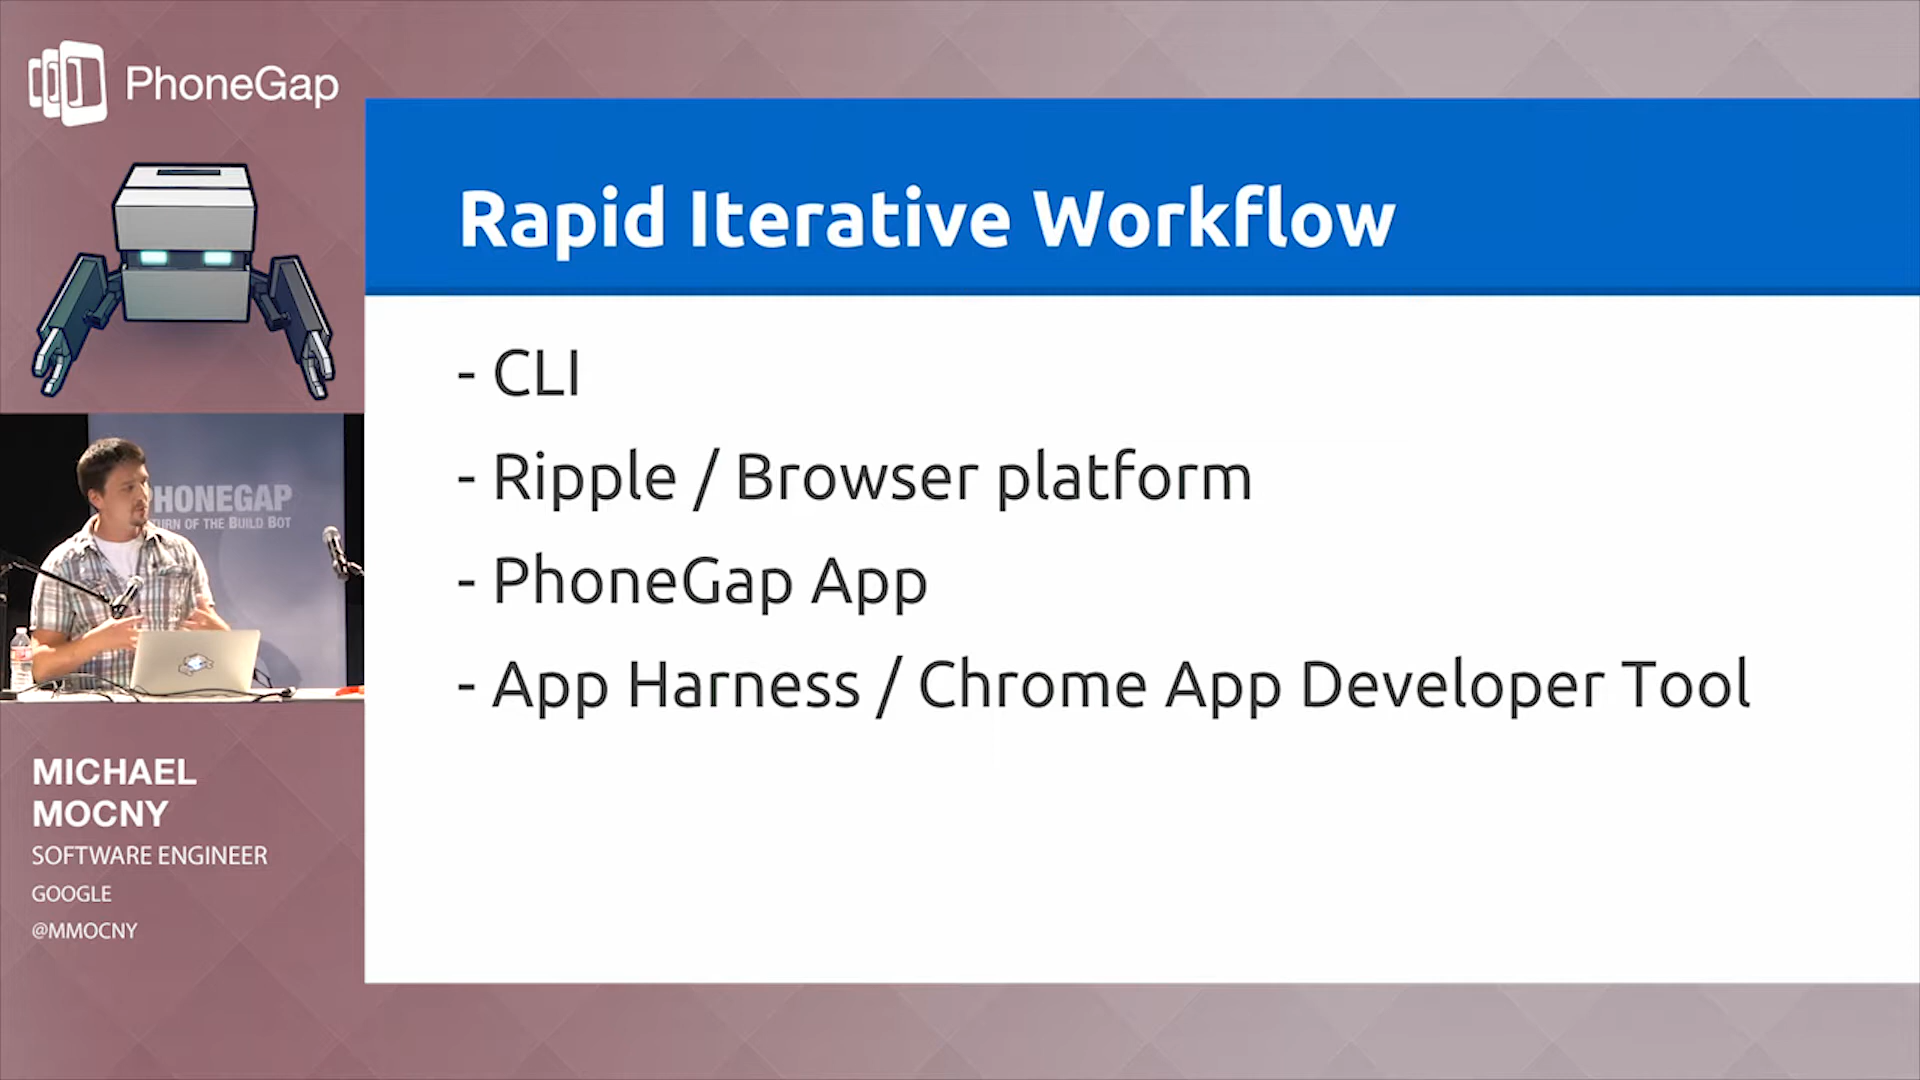 PhoneGap
Rapid Iterative Workflow
- CLI
- Ripple / Browser platform
- PhoneGap App
- App Harness / Chrome App Developer Tool
HONEGAP
TURN OF THE BUILD BOT
MICHAEL
MOCNY
SOFTWARE ENGINEER
GOOGLE
@MMOCNY